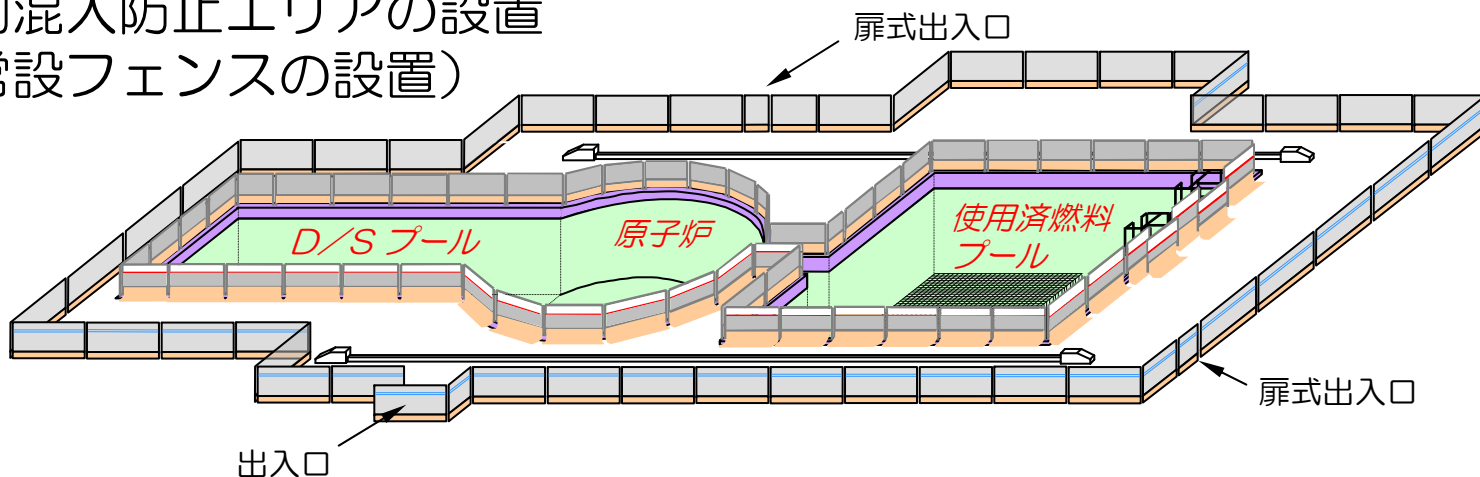 混入防止エリアの設置
設フェンスの設置）
扉式出入口
D／Sプール
原子炉
使用済燃料
プール
扉式出入口
出入口